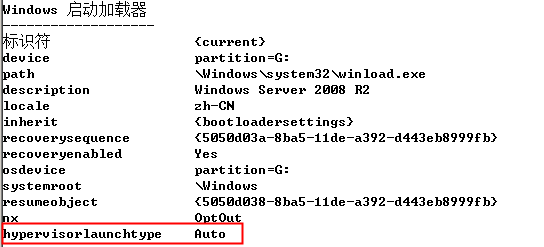 Windows 启动加载器
-------------------
标识符 {current}
device partition=G:
path \Windows\system32\winload.exe
description Windows Server 2008 R2
locale zh-CN
inherit {bootloadersettings}
recoverysequence {5050d03a-8ba5-11de-a392-d443eb8999fb}
recoveryenabled Yes
osdevice partition=G:
systemroot \Windows
resumeobject {5050d038-8ba5-11de-a392-d443eb8999fb}
nx OptOut
hypervisorlaunchtype Auto